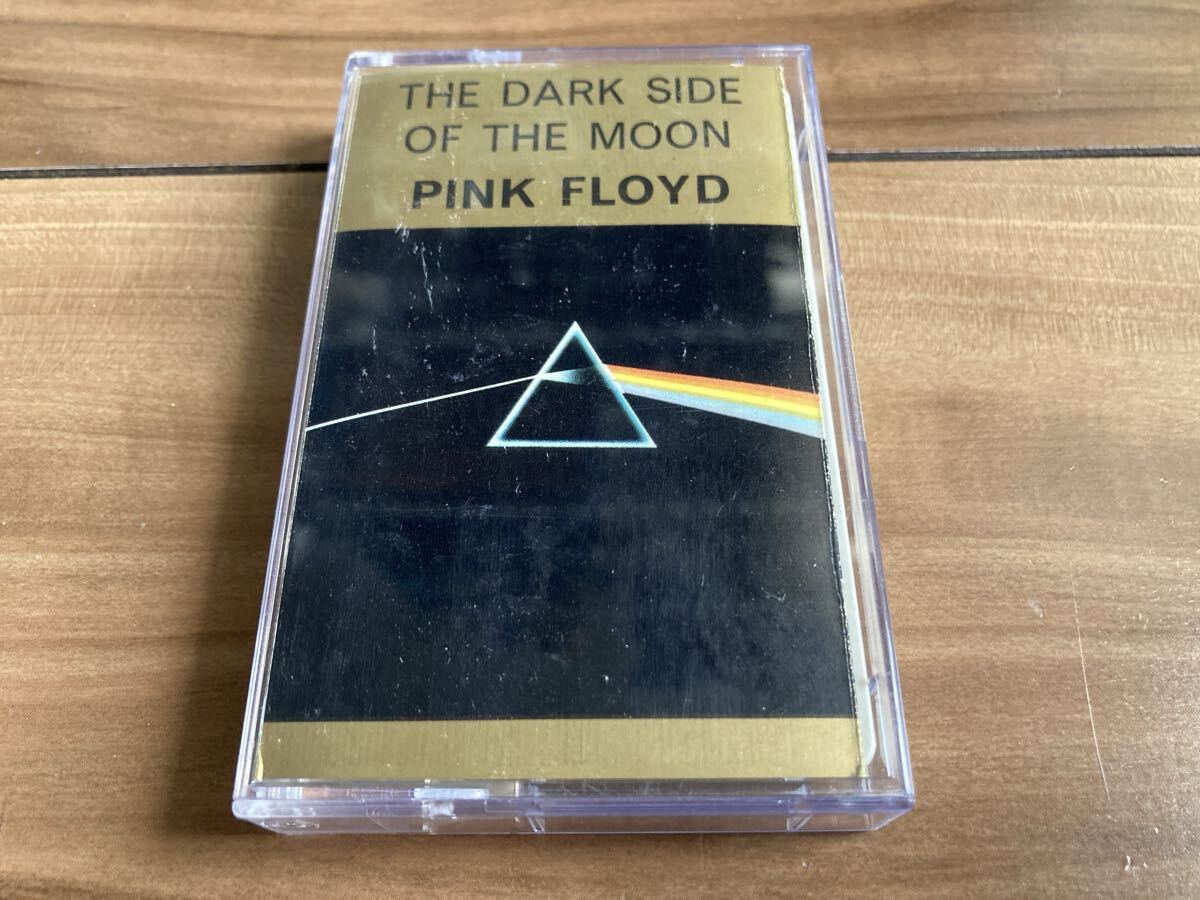 THE DARK SIDE
OF THE MOON
PINK FLOYD